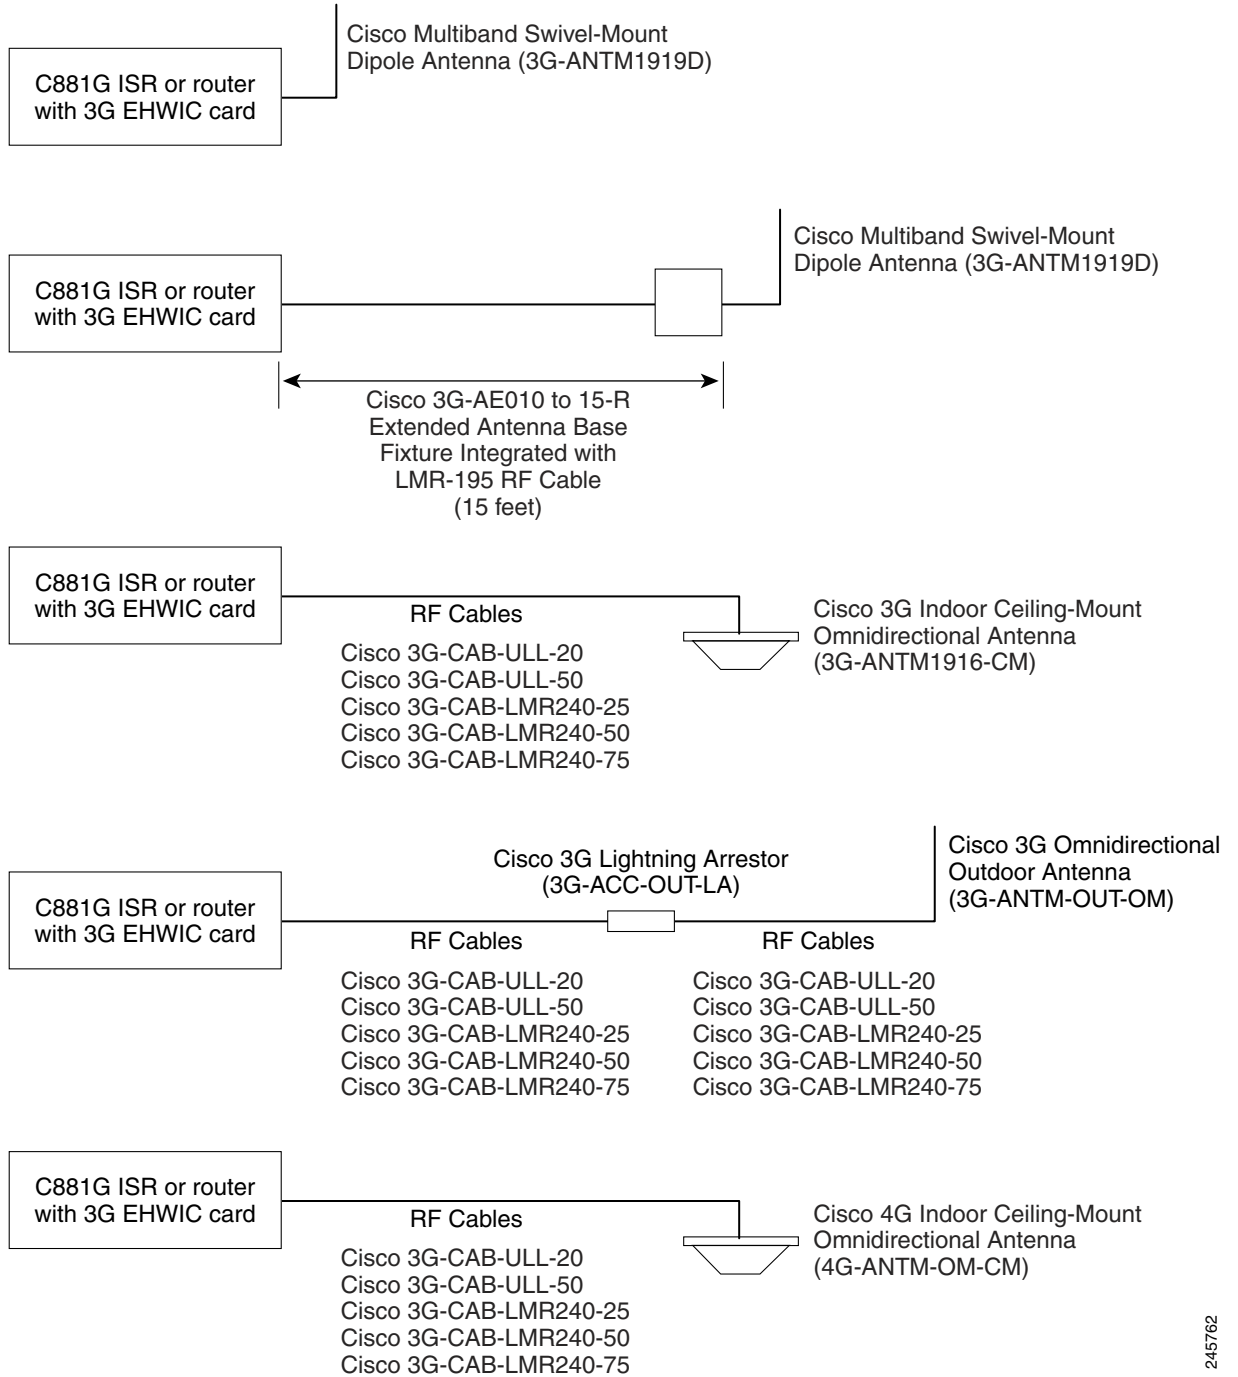 Cisco Multiband Swivel-Mount
Dipole Antenna (3G-ANTM1919D)
C881G ISR or router
with 3G EHWIC card
Cisco Multiband Swivel-Mount
Dipole Antenna (3G-ANTM1919D)
C881G ISR or router
with 3G EHWIC card
Cisco 3G-AE010 to 15-R
Extended Antenna Base
Fixture Integrated with
LMR-195 RF Cable
(15 feet)
C881G ISR or router
with 3G EHWIC card
RF Cables
Cisco 3G-CAB-ULL-20
Cisco 3G-CAB-ULL-50
Cisco 3G-CAB-LMR240-25
Cisco 3G-CAB-LMR240-50
Cisco 3G-CAB-LMR240-75
Cisco 3G Indoor Ceiling-Mount
Omnidirectional Antenna
(3G-ANTM1916-CM)
C881G ISR or router
with 3G EHWIC card
Cisco 3G Lightning Arrestor
(3G-ACC-OUT-LA)
Cisco 3G Omnidirectional
Outdoor Antenna
(3G-ANTM-OUT-OM)
RF Cables
Cisco 3G-CAB-ULL-20
Cisco 3G-CAB-ULL-50
Cisco 3G-CAB-LMR240-25
Cisco 3G-CAB-LMR240-50
Cisco 3G-CAB-LMR240-75
RF Cables
Cisco 3G-CAB-ULL-20
Cisco 3G-CAB-ULL-50
Cisco 3G-CAB-LMR240-25
Cisco 3G-CAB-LMR240-50
Cisco 3G-CAB-LMR240-75
C881G ISR or router
with 3G EHWIC card
RF Cables
Cisco 3G-CAB-ULL-20
Cisco 3G-CAB-ULL-50
Cisco 3G-CAB-LMR240-25
Cisco 3G-CAB-LMR240-50
Cisco 3G-CAB-LMR240-75
Cisco 4G Indoor Ceiling-Mount
Omnidirectional Antenna
(4G-ANTM-OM-CM)
245762